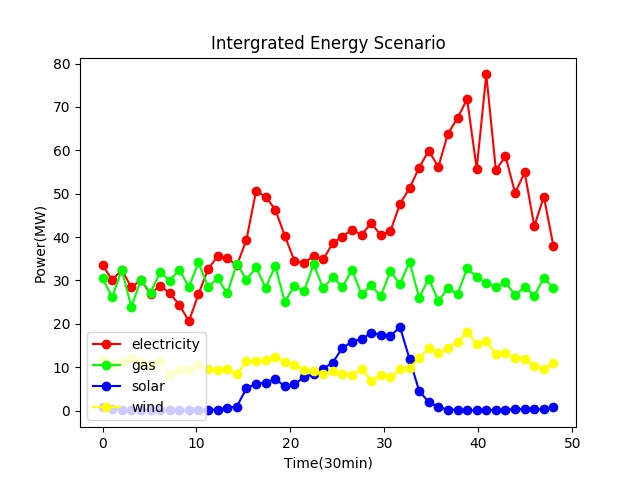 Intergrated Energy Scenario
Power(MW)
80
70
60
50
40
30
20
10
0
electricity
gas
solar
wind
0 10 20 30 40 50
Time(30min)